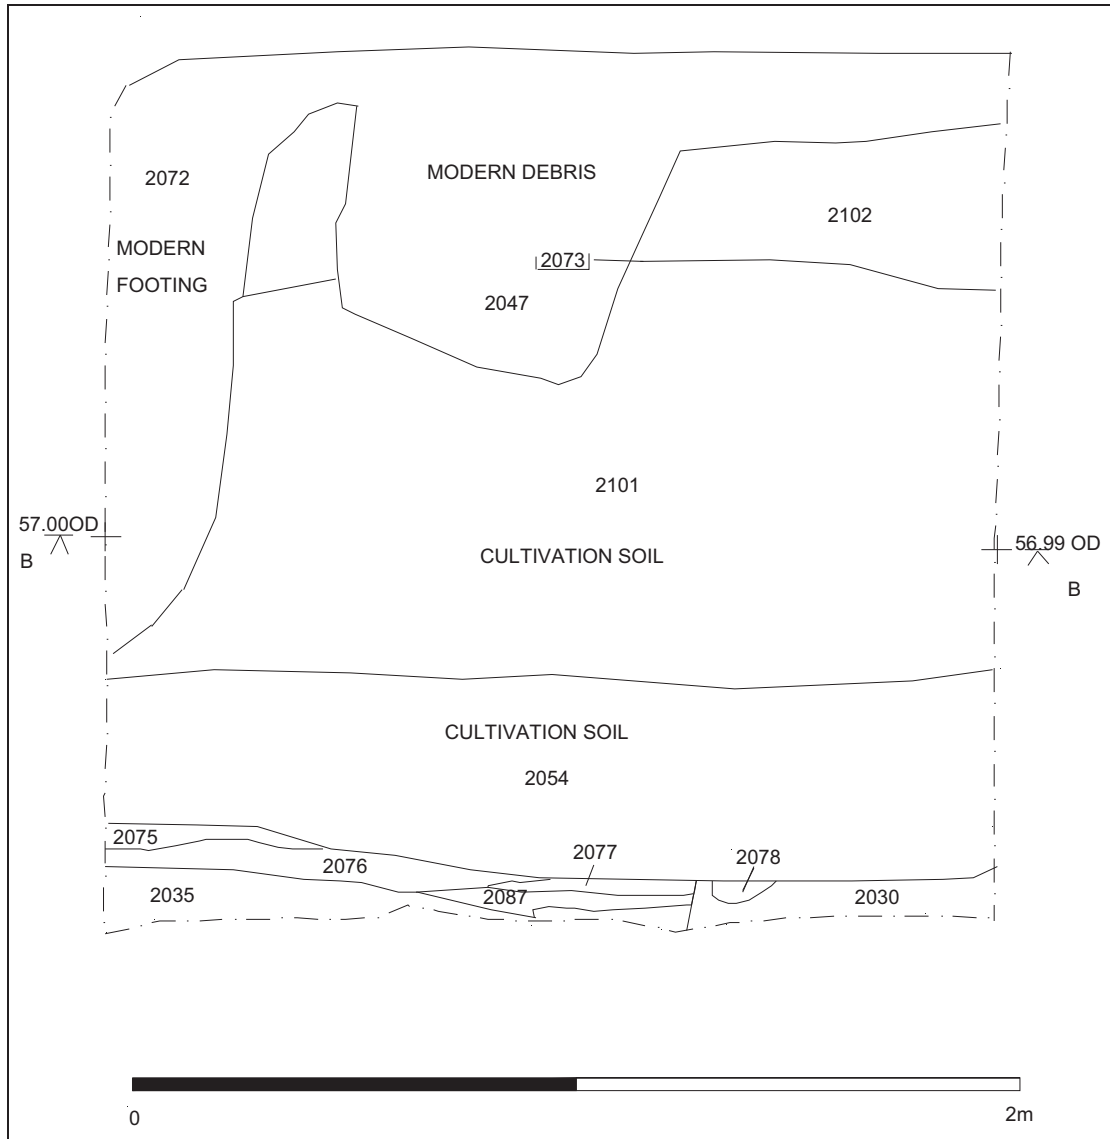 MODERN DEBRIS
2072
2102
MODERN
FOOTING
2073
2047
2101
57.00OD
B
CULTIVATION SOIL
56.99 OD
B
CULTIVATION SOIL
2054
2075
2076
2077
2078
2035
2087
2030
0
2m